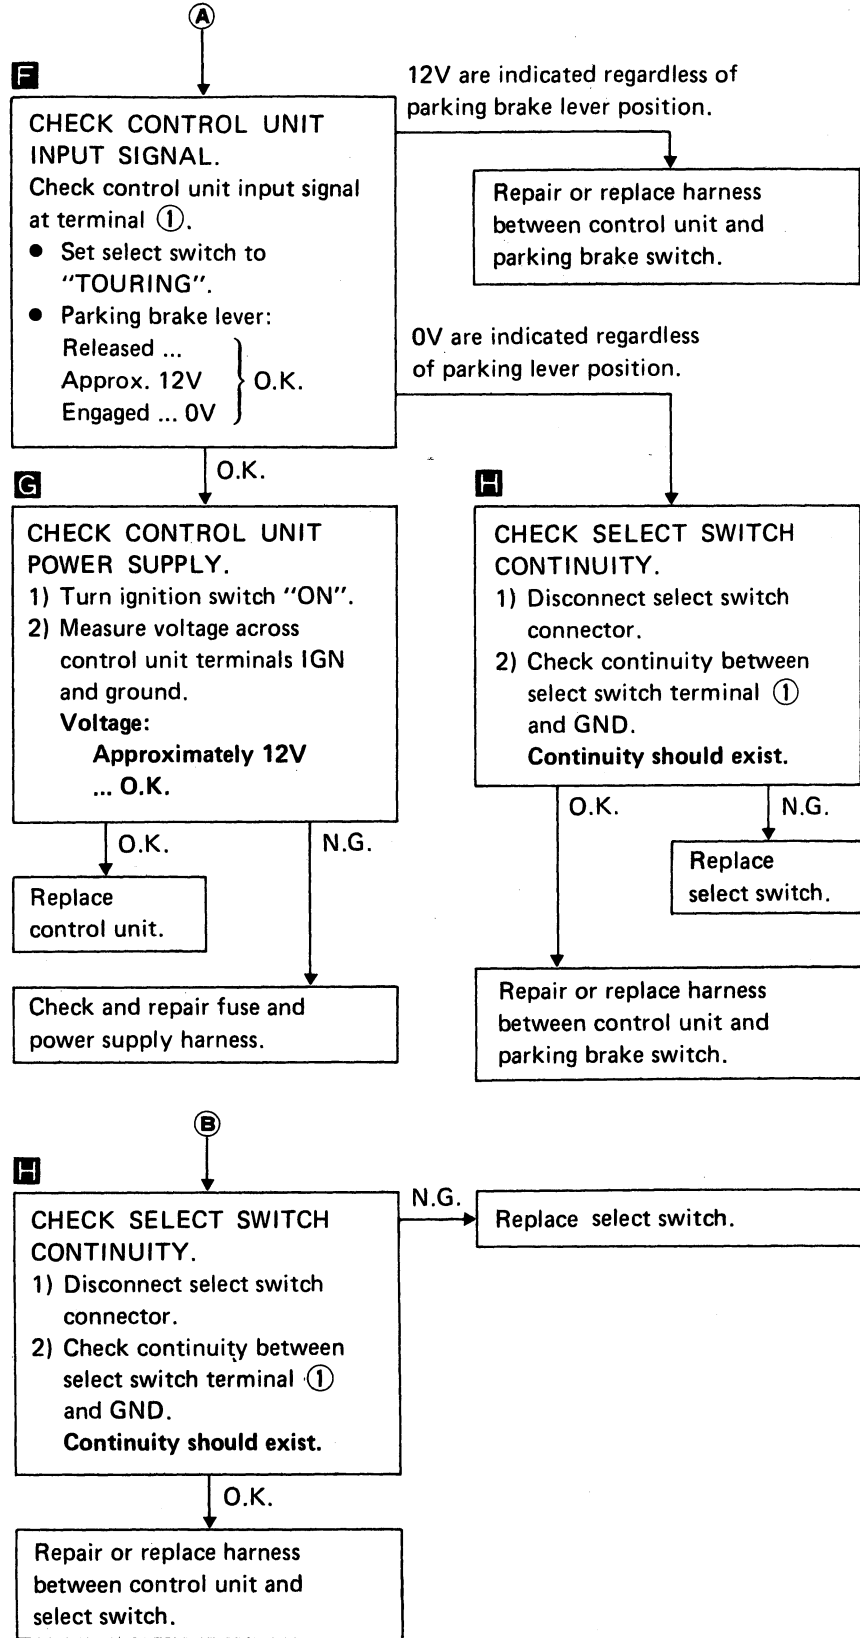 A
F
CHECK CONTROL UNIT
INPUT SIGNAL.
Check control unit input signal
at terminal ①.
● Set select switch to
"TOURING".
● Parking brake lever:
Released ...
Approx. 12V
Engaged ... 0V
O.K.
12V are indicated regardless of
parking brake lever position.
Repair or replace harness
between control unit and
parking brake switch.
0V are indicated regardless
of parking lever position.
O.K.
G
CHECK CONTROL UNIT
POWER SUPPLY.
1) Turn ignition switch "ON".
2) Measure voltage across
control unit terminals IGN
and ground.
Voltage:
Approximately 12V
... O.K.
O.K.
N.G.
Replace
control unit.
Check and repair fuse and
power supply harness.
H
CHECK SELECT SWITCH
CONTINUITY.
1) Disconnect select switch
connector.
2) Check continuity between
select switch terminal ①
and GND.
Continuity should exist.
O.K.
N.G.
Replace
select switch.
Repair or replace harness
between control unit and
parking brake switch.
B
H
CHECK SELECT SWITCH
CONTINUITY.
1) Disconnect select switch
connector.
2) Check continuity between
select switch terminal ①
and GND.
Continuity should exist.
N.G.
Replace select switch.
O.K.
Repair or replace harness
between control unit and
select switch.